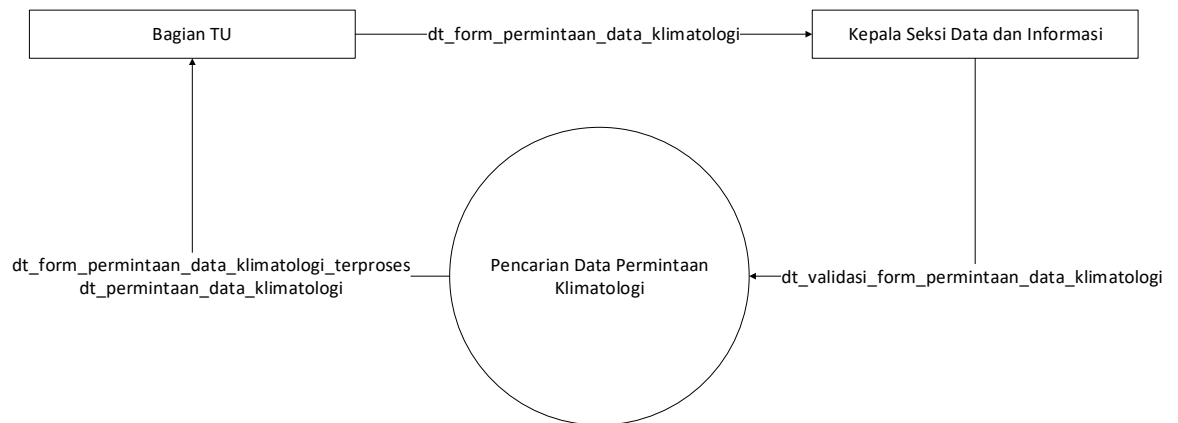 Bagian TU
dt_form_permintaan_data_klimatologi
Kepala Seksi Data dan Informasi
dt_form_permintaan_data_klimatologi_terproses
dt_permintaan_data_klimatologi
Pencarian Data Permintaan
Klimatologi
dt_validasi_form_permintaan_data_klimatologi